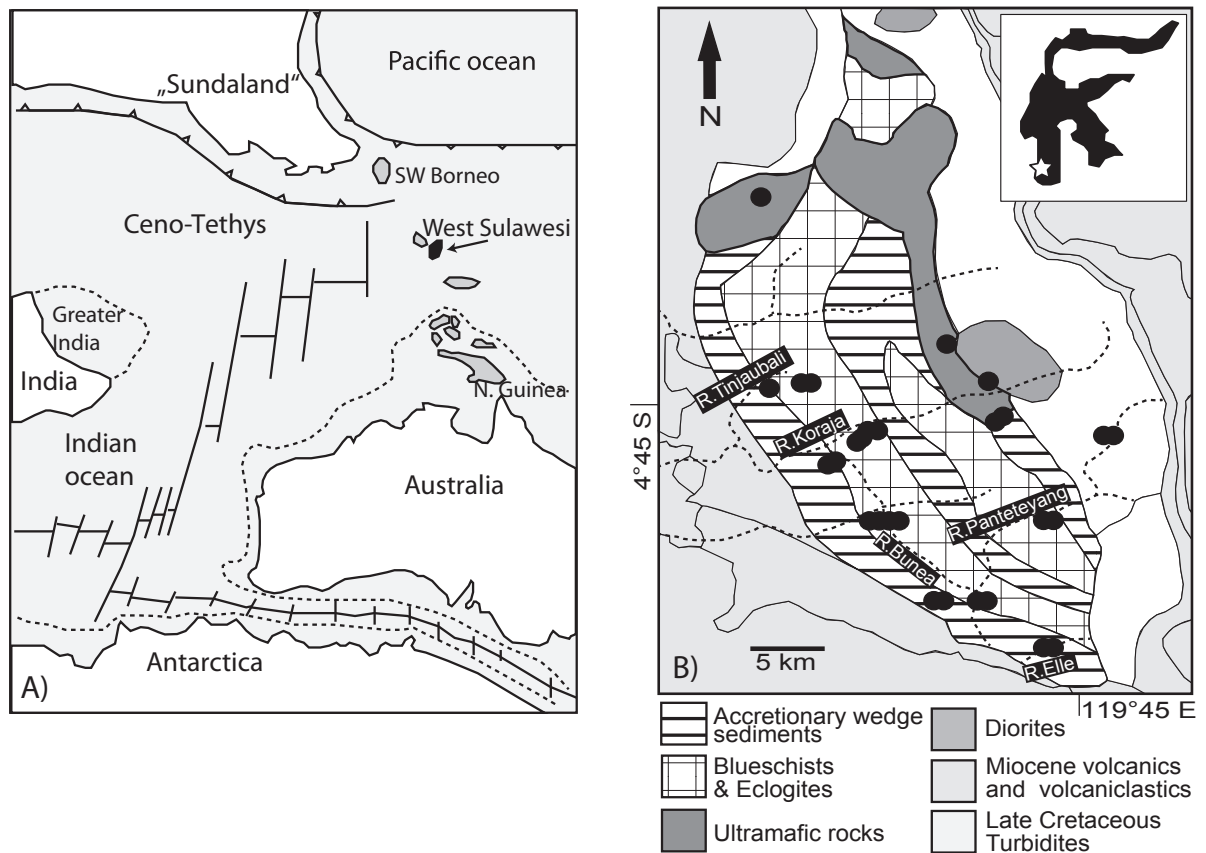 Pacific ocean
„Sundaland“
SW Borneo
West Sulawesi
Ceno-Tethys
Greater
India
India
N. Guinea
Indian
ocean
Australia
Antarctica
A)
N
R.Tinjaubali
R.Koraja
R.Panteteyang
R.Bunea
R.Elle
4°45 S
5 km
B)
119°45 E
Accretionary wedge
sediments
Blueschists
& Eclogites
Ultramafic rocks
Diorites
Miocene volcanics
and volcaniclastics
Late Cretaceous
Turbidites